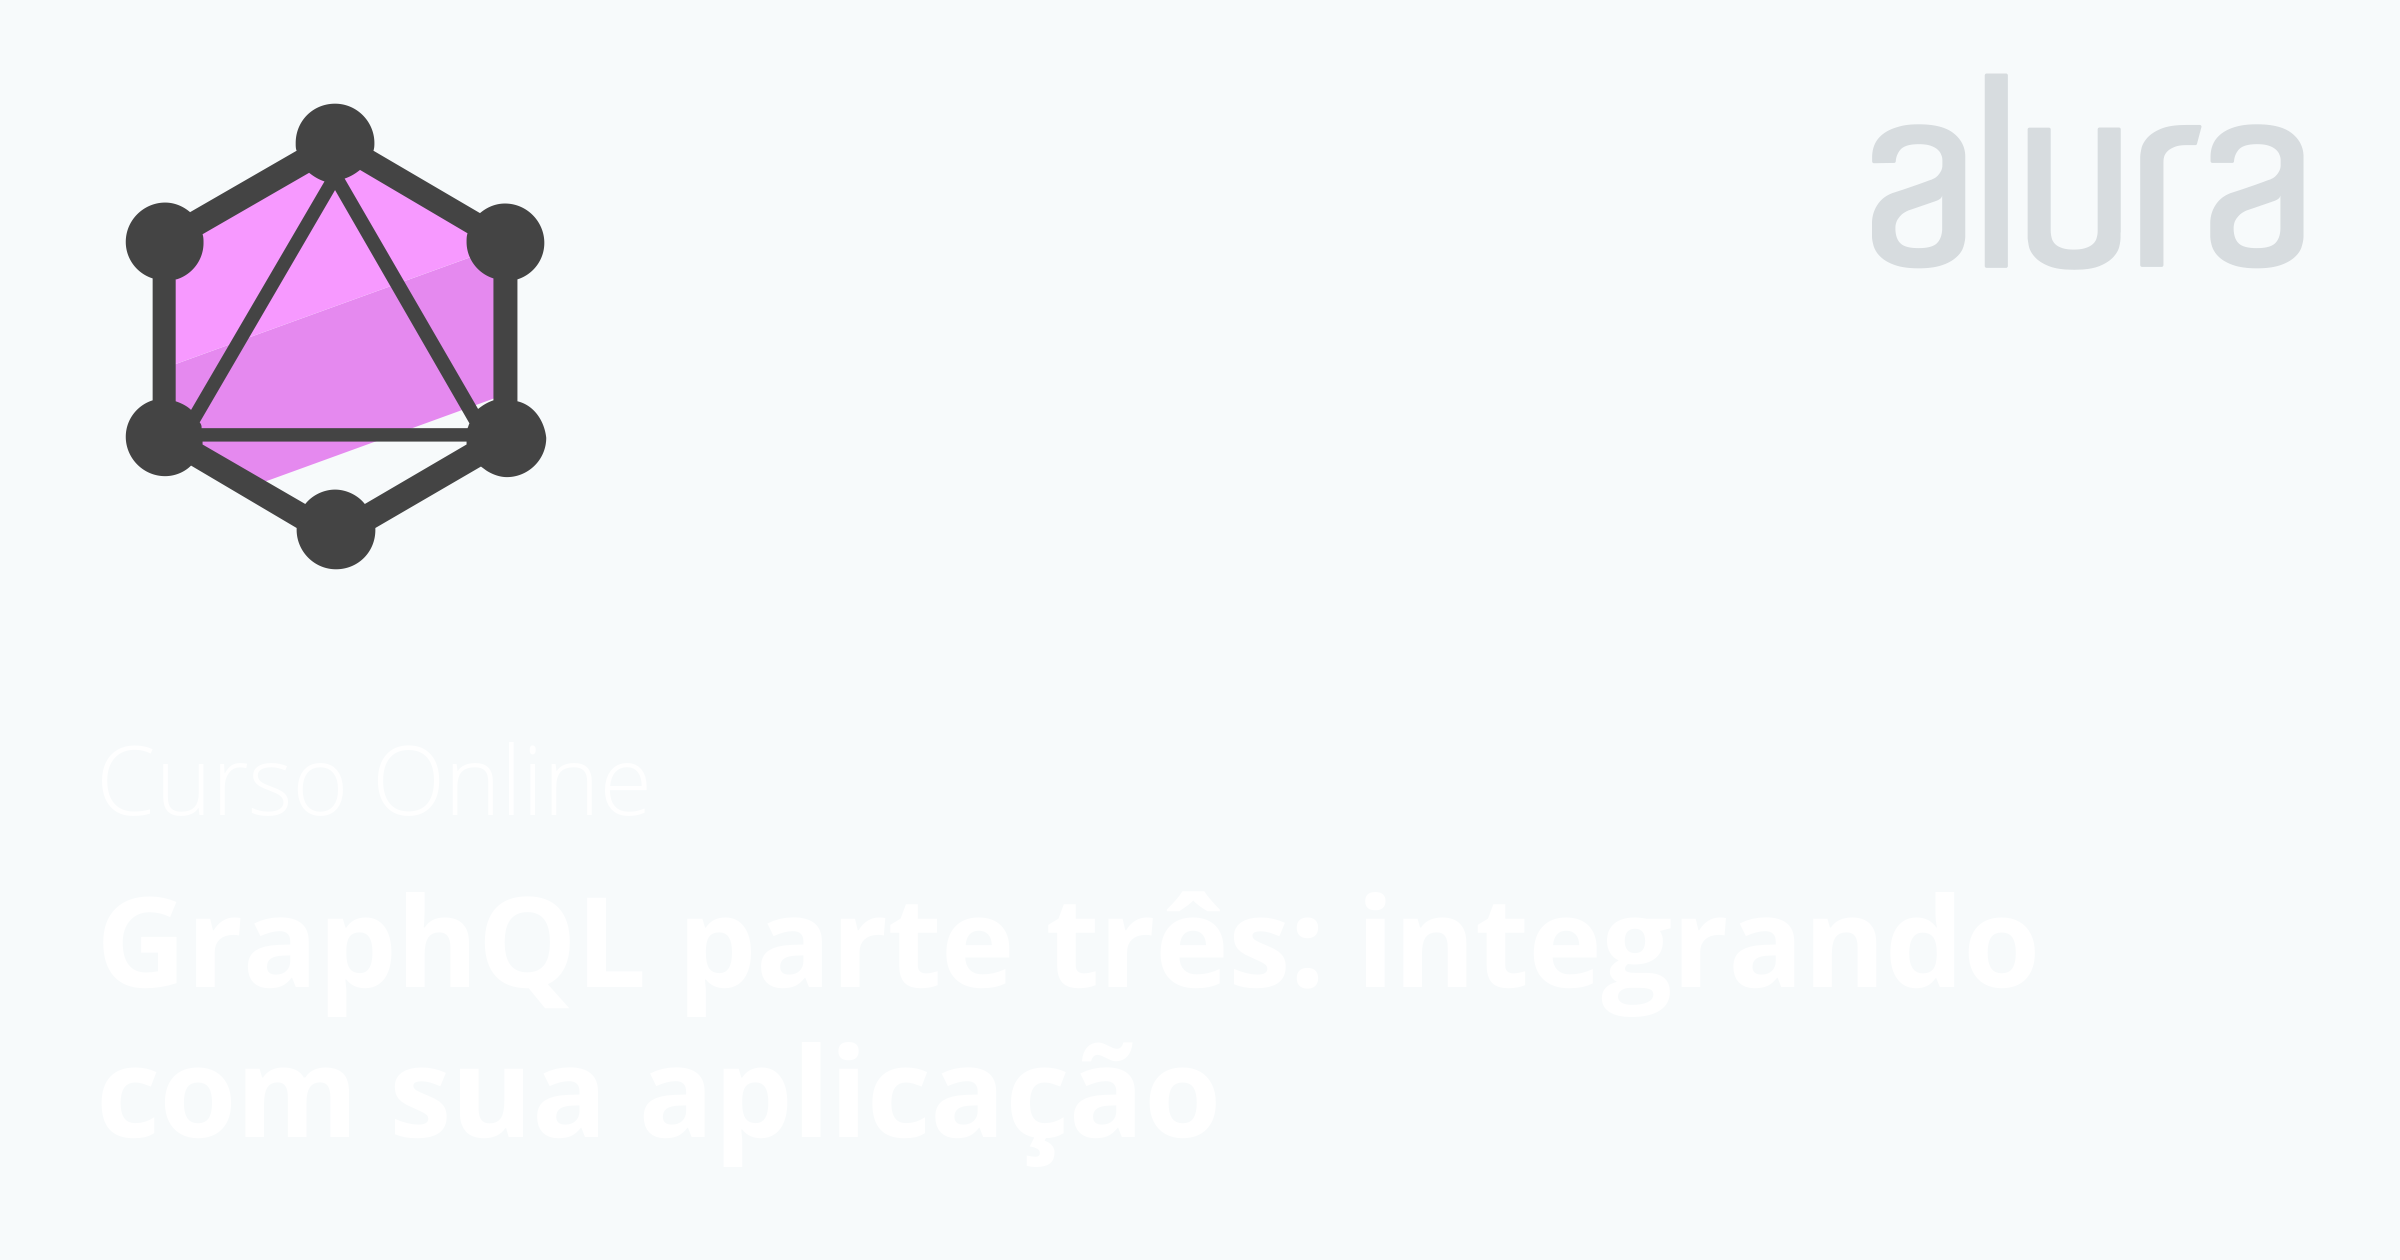 alura
Curso Online
GraphQL parte três: integrando
com sua aplicação